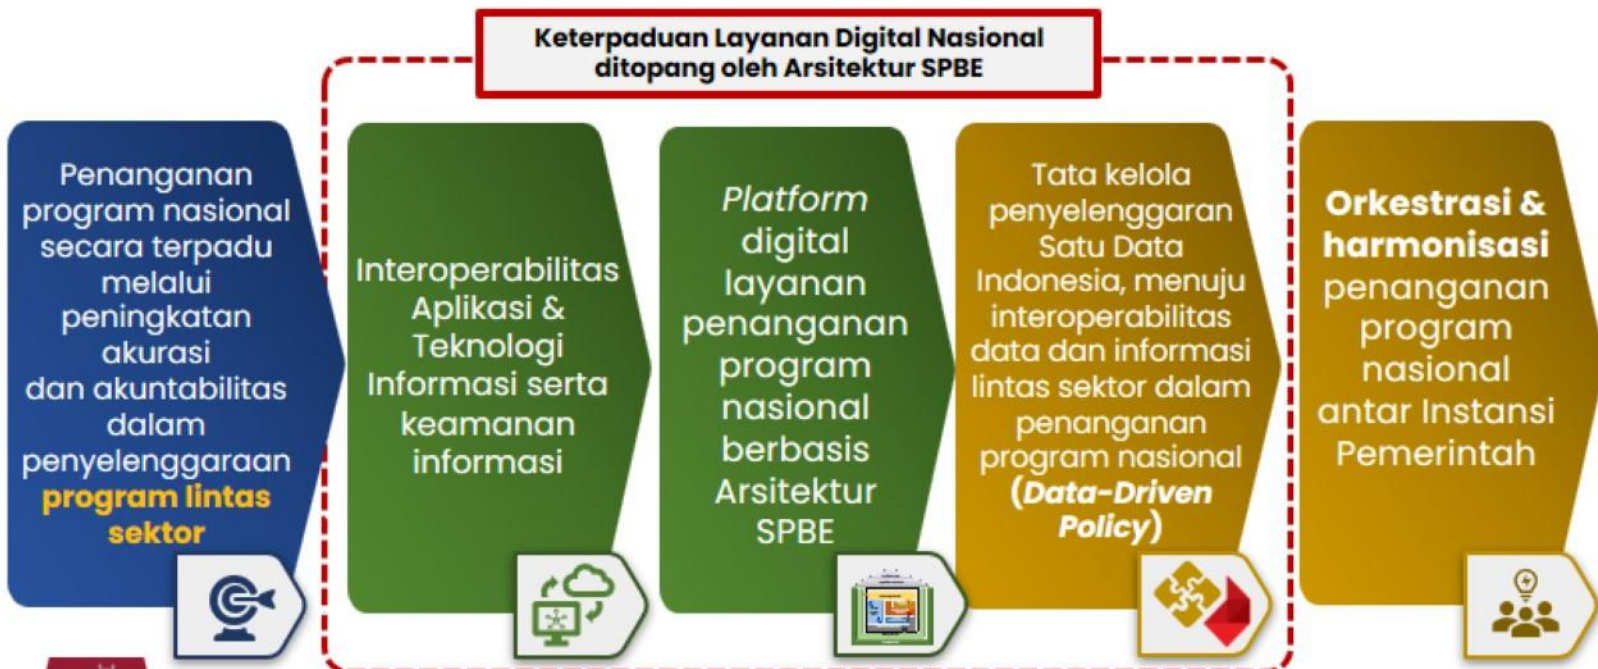 Keterpaduan Layanan Digital Nasional
ditopang oleh Arsitektur SPBE
Penanganan
program nasional
secara terpadu
melalui
peningkatan
akurasi
dan akuntabilitas
dalam
penyelenggaraan
program lintas
sektor
Interoperabilitas
Aplikasi &
Teknologi
Informasi serta
keamanan
informasi
Platform
digital
layanan
penanganan
program
nasional
berbasis
Arsitektur
SPBE
Tata kelola
penyelenggaran
Satu Data
Indonesia, menuju
interoperabilitas
data dan informasi
lintas sektor dalam
penanganan
program nasional
(Data-Driven
Policy)
Orkestrasi &
harmonisasi
penanganan
program
nasional
antar Instansi
Pemerintah